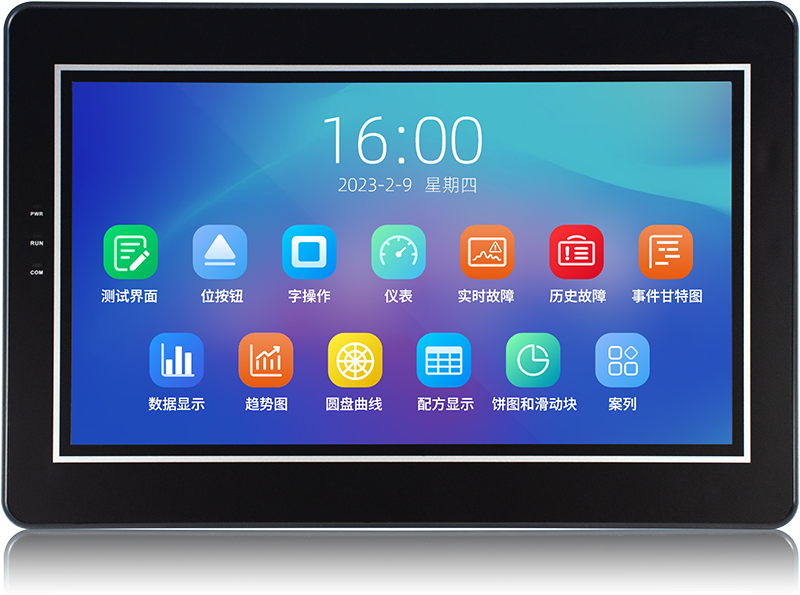 16:00
2023-2-9 星期四
PWR
RUN
COM
测试界面 位按钮 字操作 仪表 实时故障 历史故障 事件甘特图
数据显示 趋势图 圆盘曲线 配方显示 饼图和滑动块 案列